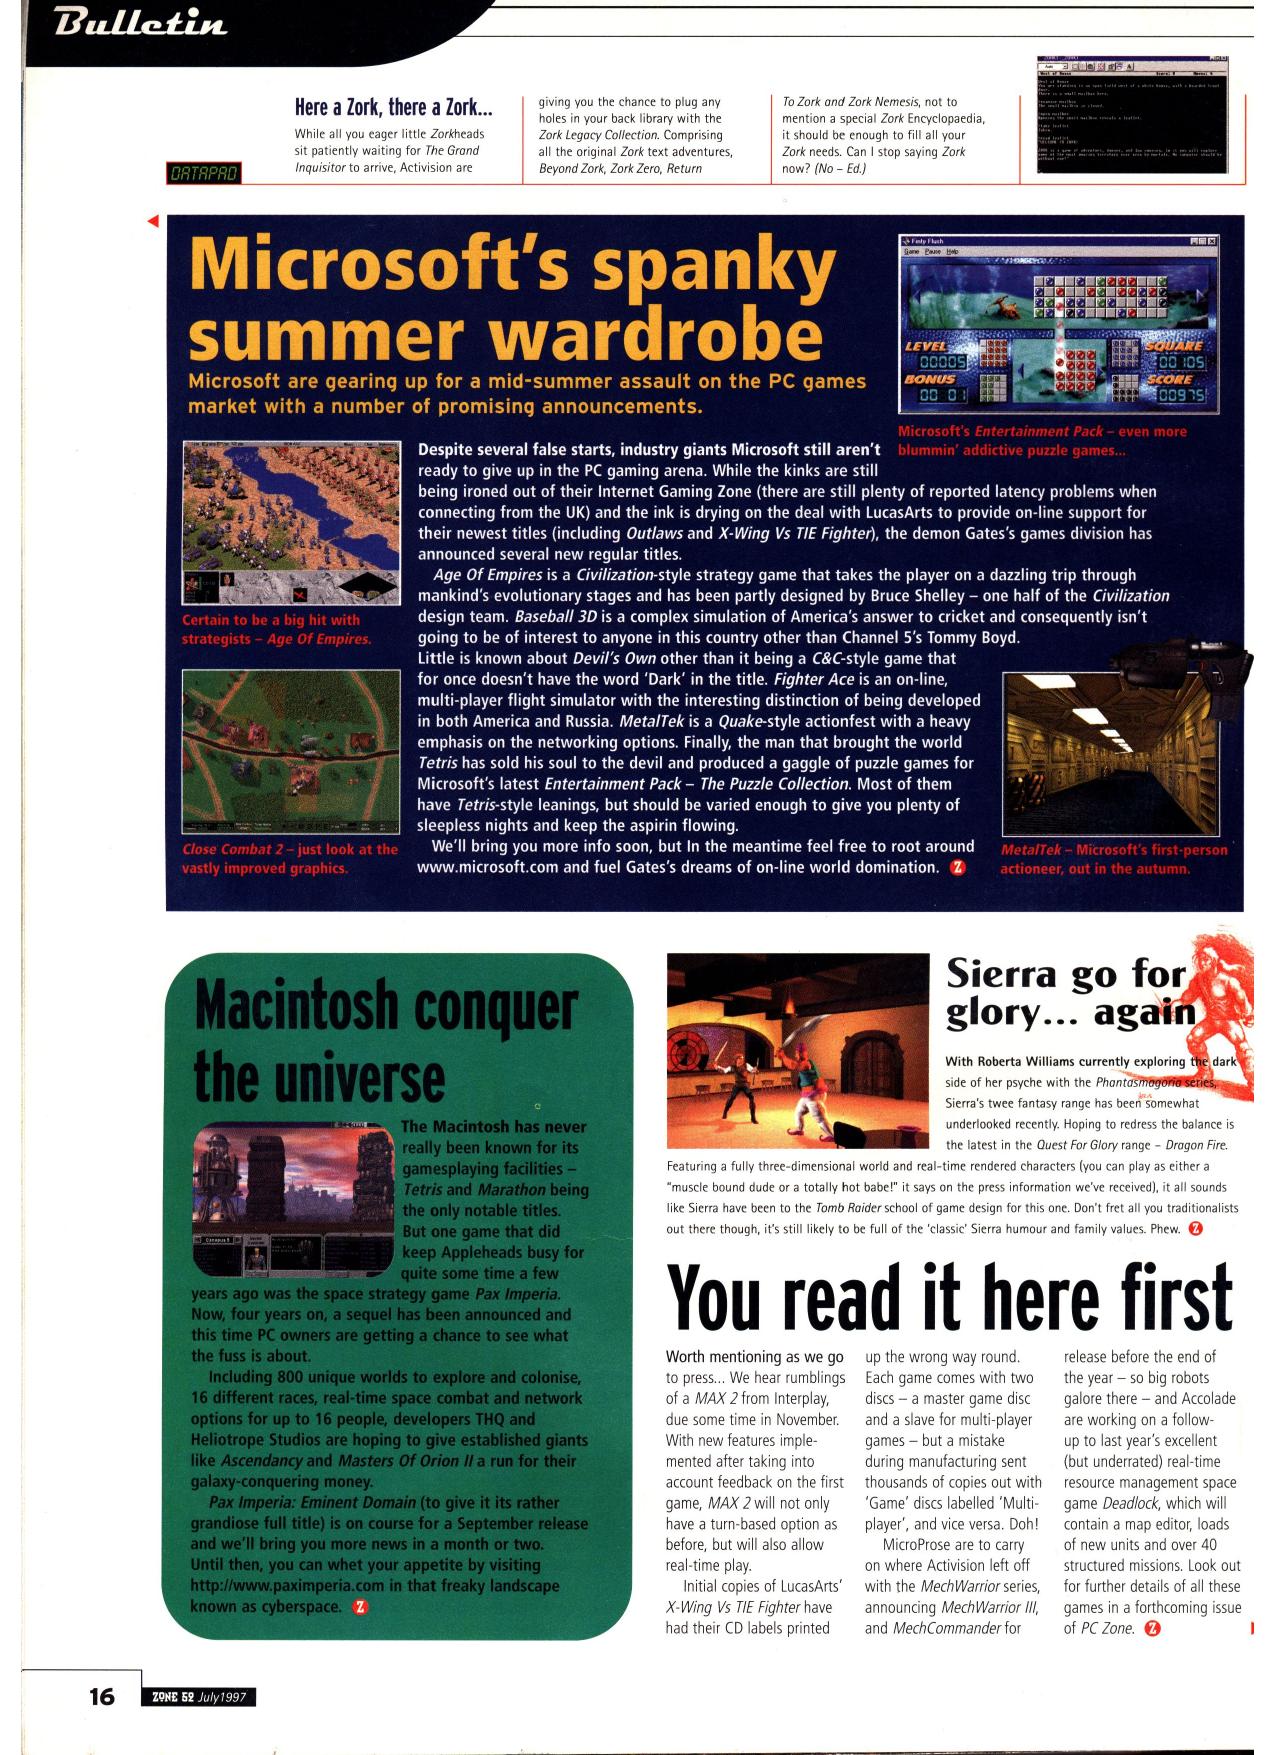 Bulletin
DATAPAD
Here a Zork, there a Zork...
While all you eager little Zorkheads
sit patiently waiting for The Grand
Inquisitor to arrive, Activision are
giving you the chance to plug any
holes in your back library with the
Zork Legacy Collection. Comprising
all the original Zork text adventures,
Beyond Zork, Zork Zero, Return
To Zork and Zork Nemesis, not to
mention a special Zork Encyclopaedia,
it should be enough to fill all your
Zork needs. Can I stop saying Zork
now? (No – Ed.)
Microsoft's spanky
summer wardrobe
Microsoft are gearing up for a mid-summer assault on the PC games
market with a number of promising announcements.
Finty Flush
Game Pause Help
LEVEL
00005
BONUS
00 01
SQUARE
00105
SCORE
00975
Microsoft's Entertainment Pack – even more
blummin' addictive puzzle games...
Certain to be a big hit with
strategists – Age Of Empires.
Close Combat 2 – just look at the
vastly improved graphics.
Despite several false starts, industry giants Microsoft still aren't
ready to give up in the PC gaming arena. While the kinks are still
being ironed out of their Internet Gaming Zone (there are still plenty of reported latency problems when
connecting from the UK) and the ink is drying on the deal with LucasArts to provide on-line support for
their newest titles (including Outlaws and X-Wing Vs TIE Fighter), the demon Gates's games division has
announced several new regular titles.
Age Of Empires is a Civilization-style strategy game that takes the player on a dazzling trip through
mankind's evolutionary stages and has been partly designed by Bruce Shelley – one half of the Civilization
design team. Baseball 3D is a complex simulation of America's answer to cricket and consequently isn't
going to be of interest to anyone in this country other than Channel 5's Tommy Boyd.
Little is known about Devil's Own other than it being a C&C-style game that
for once doesn't have the word 'Dark' in the title. Fighter Ace is an on-line,
multi-player flight simulator with the interesting distinction of being developed
in both America and Russia. MetalTek is a Quake-style actionfest with a heavy
emphasis on the networking options. Finally, the man that brought the world
Tetris has sold his soul to the devil and produced a gaggle of puzzle games for
Microsoft's latest Entertainment Pack – The Puzzle Collection. Most of them
have Tetris-style leanings, but should be varied enough to give you plenty of
sleepless nights and keep the aspirin flowing.
We'll bring you more info soon, but In the meantime feel free to root around
www.microsoft.com and fuel Gates's dreams of on-line world domination. Z
MetalTek – Microsoft's first-person
actioneer, out in the autumn.
Macintosh conquer
the universe
The Macintosh has never
really been known for its
gamesplaying facilities –
Tetris and Marathon being
the only notable titles.
But one game that did
keep Appleheads busy for
quite some time a few
years ago was the space strategy game Pax Imperia.
Now, four years on, a sequel has been announced and
this time PC owners are getting a chance to see what
the fuss is about.
Including 800 unique worlds to explore and colonise,
16 different races, real-time space combat and network
options for up to 16 people, developers THQ and
Heliotrope Studios are hoping to give established giants
like Ascendancy and Masters Of Orion II a run for their
galaxy-conquering money.
Pax Imperia: Eminent Domain (to give it its rather
grandiose full title) is on course for a September release
and we'll bring you more news in a month or two.
Until then, you can whet your appetite by visiting
http://www.paximperia.com in that freaky landscape
known as cyberspace. Z
Sierra go for
glory... again
With Roberta Williams currently exploring the dark
side of her psyche with the Phantasmagoria series,
Sierra's twee fantasy range has been somewhat
underlooked recently. Hoping to redress the balance is
the latest in the Quest For Glory range – Dragon Fire.
Featuring a fully three-dimensional world and real-time rendered characters (you can play as either a
"muscle bound dude or a totally hot babe!" it says on the press information we've received), it all sounds
like Sierra have been to the Tomb Raider school of game design for this one. Don't fret all you traditionalists
out there though, it's still likely to be full of the 'classic' Sierra humour and family values. Phew. Z
You read it here first
Worth mentioning as we go
to press... We hear rumblings
of a MAX 2 from Interplay,
due some time in November.
With new features imple-
mented after taking into
account feedback on the first
game, MAX 2 will not only
have a turn-based option as
before, but will also allow
real-time play.
Initial copies of LucasArts'
X-Wing Vs TIE Fighter have
had their CD labels printed
up the wrong way round.
Each game comes with two
discs – a master game disc
and a slave for multi-player
games – but a mistake
during manufacturing sent
thousands of copies out with
'Game' discs labelled 'Multi-
player', and vice versa. Doh!
MicroProse are to carry
on where Activision left off
with the MechWarrior series,
announcing MechWarrior III,
and MechCommander for
release before the end of
the year – so big robots
galore there – and Accolade
are working on a follow-
up to last year's excellent
(but underrated) real-time
resource management space
game Deadlock, which will
contain a map editor, loads
of new units and over 40
structured missions. Look out
for further details of all these
games in a forthcoming issue
of PC Zone. Z
16
ZONE 52 July1997